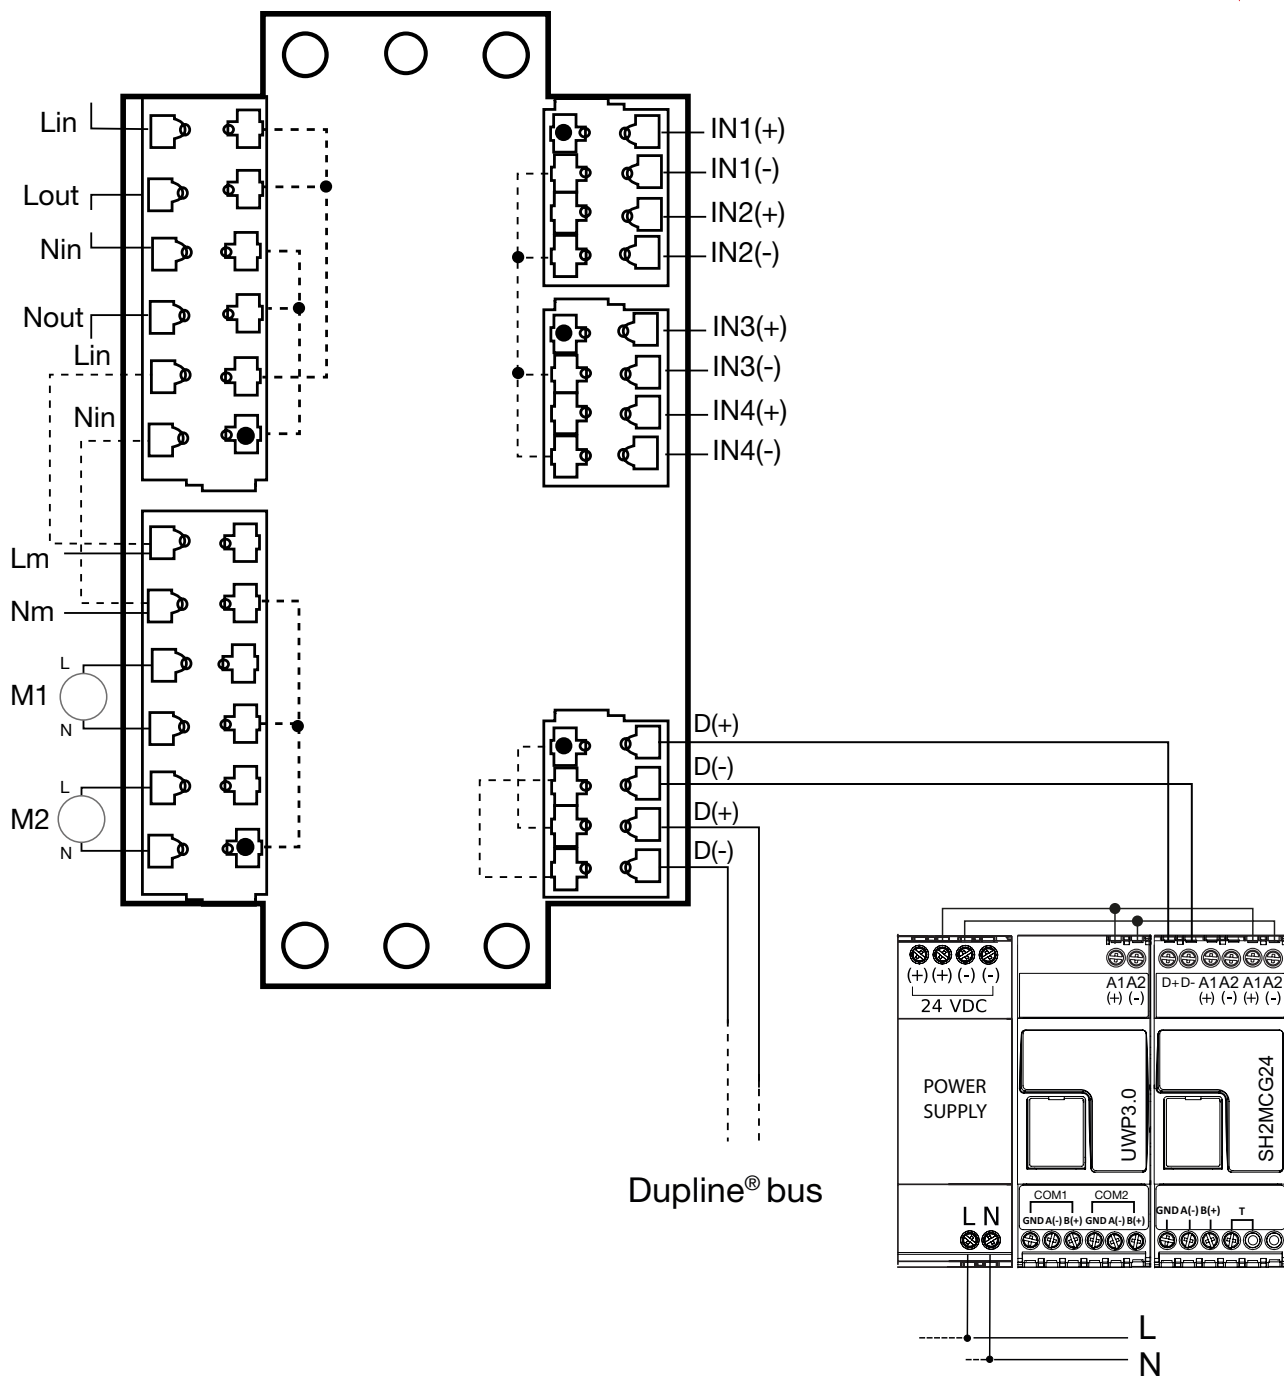 Lin
Lout
Nin
Nout
Lin
Nin
Lm
Nm
L
M1
N
L
M2
N
IN1(+)
IN1(-)
IN2(+)
IN2(-)
IN3(+)
IN3(-)
IN4(+)
IN4(-)
D(+)
D(-)
D(+)
D(-)
Dupline® bus
(+) (+) (-) (-)
24 VDC
POWER
SUPPLY
L N
A1 A2
(+) (-)
UWP3.0
COM1 COM2
GND A(-) B(+) GND A(-) B(+)
D+ D- A1 A2 A1 A2
(+) (-) (+) (-)
SH2MCG24
GND A(-) B(+) T
L
N